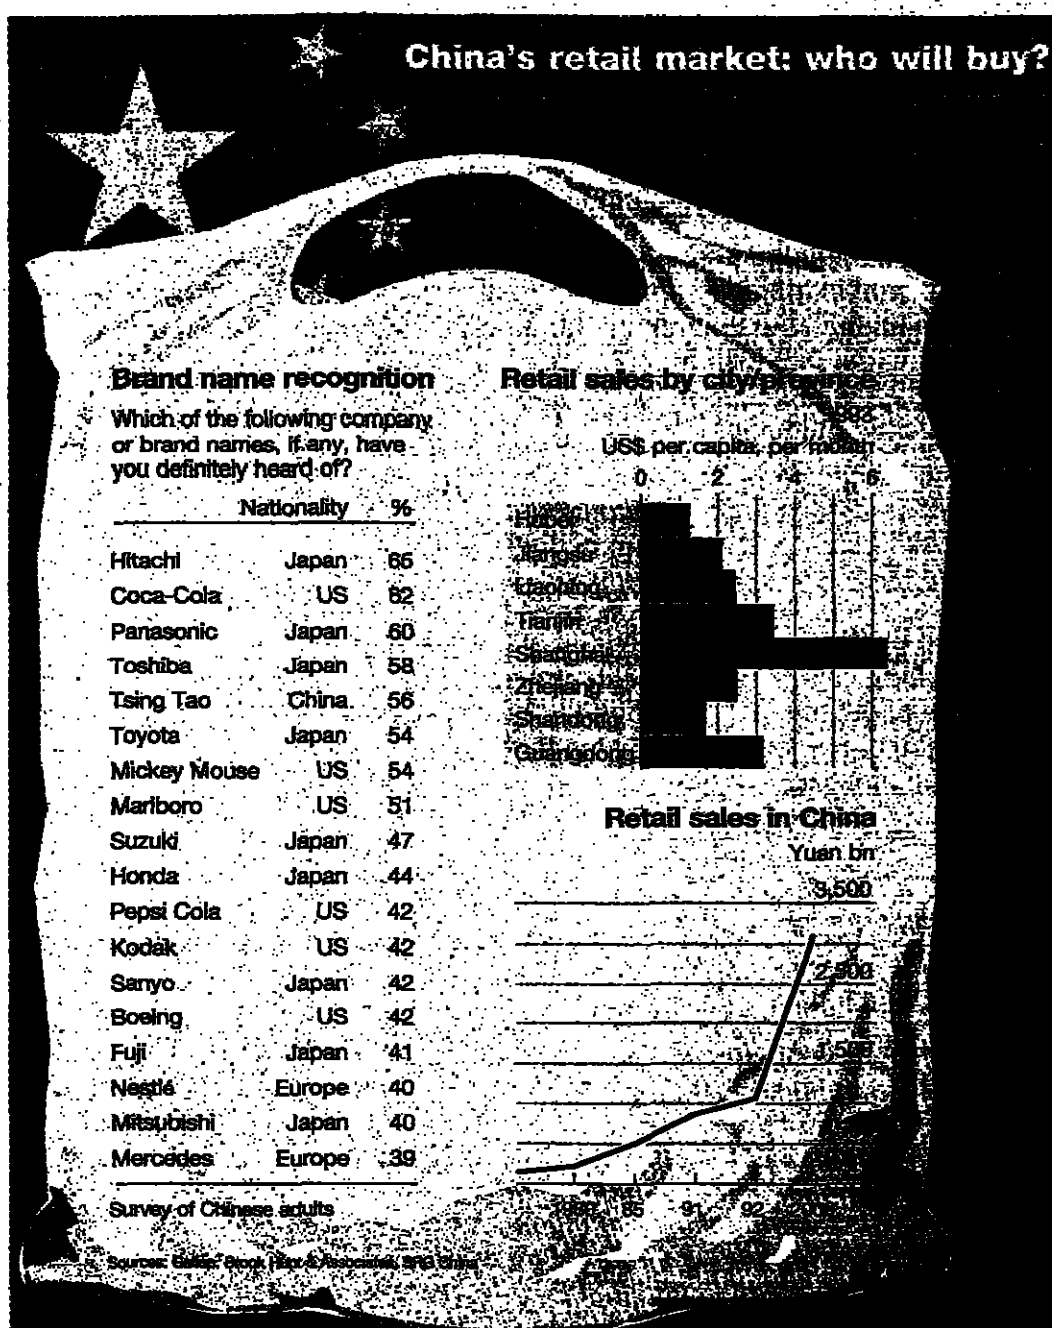 China's retail market: who will buy?
Brand name recognition
Which of the following company
or brand names, if any, have
you definitely heard of?
Nationality %
Hitachi Japan 65
Coca-Cola US 62
Panasonic Japan 60
Toshiba Japan 58
Tsing Tao China 56
Toyota Japan 54
Mickey Mouse US 54
Marlboro US 51
Suzuki Japan 47
Honda Japan 44
Pepsi Cola US 42
Kodak US 42
Sanyo Japan 42
Boeing US 42
Fuji Japan 41
Nestlé Europe 40
Mitsubishi Japan 40
Mercedes Europe 39
Survey of Chinese adults
Retail sales by city/province
US$ per capita, per month
0 2 4 6
Jiangsu
Liaoning
Tianjin
Shanghai
Zhejiang
Shandong
Guangdong
Retail sales in China
Yuan bn
3,500
2,500
1,500
85 91 92
Sources: & Associates, SRG China